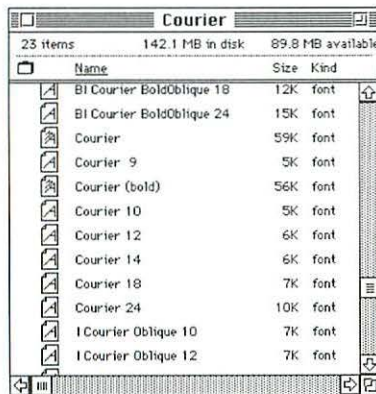 Courier
23 items 142.1 MB in disk 89.8 MB available
Name Size Kind
BI Courier BoldOblique 18 12K font
BI Courier BoldOblique 24 15K font
Courier 59K font
Courier 9 5K font
Courier (bold) 56K font
Courier 10 5K font
Courier 12 6K font
Courier 14 6K font
Courier 18 7K font
Courier 24 10K font
I Courier Oblique 10 7K font
I Courier Oblique 12 7K font